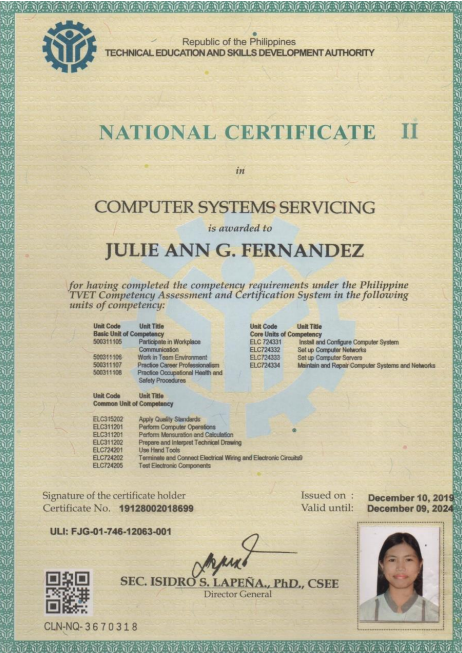 Republic of the Philippines
TECHNICAL EDUCATION AND SKILLS DEVELOPMENT AUTHORITY
NATIONAL CERTIFICATE II
in
COMPUTER SYSTEMS SERVICING
is awarded to
JULIE ANN G. FERNANDEZ
for having completed the competency requirements under the Philippine
TVET Competency Assessment and Certification System in the following
units of competency:
Unit Code Unit Title
Basic Unit of Competency
500311105 Participate in Workplace
Communication
500311106 Work in Team Environment
500311107 Practice Career Professionalism
500311108 Practice Occupational Health and
Safety Procedures
Unit Code Unit Title
Core Units of Competency
ELC 724331 Install and Configure Computer System
ELC724332 Set up Computer Networks
ELC724333 Set up Computer Servers
ELC724334 Maintain and Repair Computer Systems and Networks
Unit Code Unit Title
Common Unit of Competency
ELC315202 Apply Quality Standards
ELC311201 Perform Computer Operations
ELC311201 Perform Mensuration and Calculation
ELC311202 Prepare and Interpret Technical Drawing
ELC724201 Use Hand Tools
ELC724202 Terminate and Connect Electrical Wiring and Electronic Circuits
ELC724205 Test Electronic Components
Signature of the certificate holder
Certificate No. 19128002018699
Issued on : December 10, 2019
Valid until: December 09, 2024
ULI: FJG-01-746-12063-001
SEC. ISIDRO S. LAPEÑA., PhD., CSEE
Director General
CLN-NQ-3670318